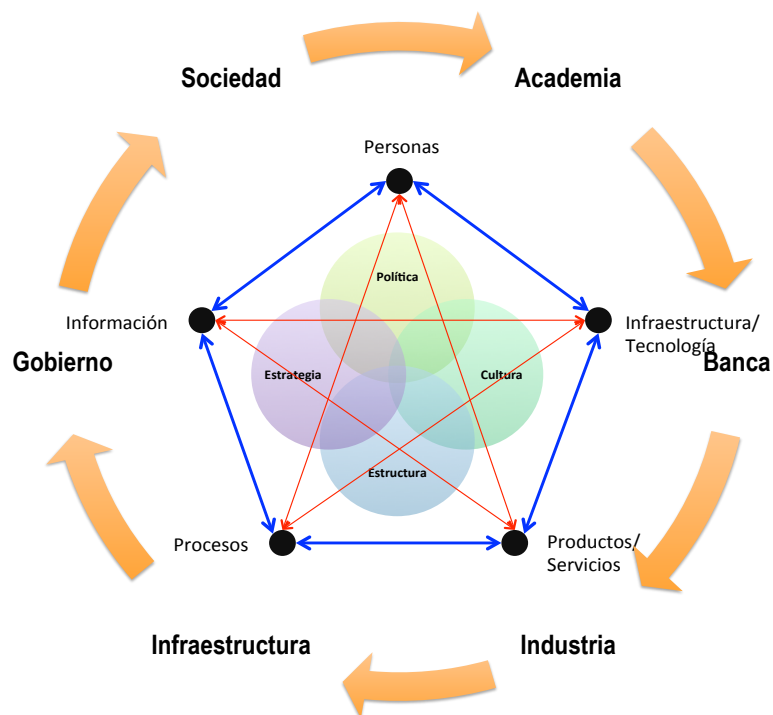 Sociedad
Academia
Personas
Política
Información
Infraestructura/
Tecnología
Gobierno
Banca
Estrategia
Cultura
Estructura
Procesos
Productos/
Servicios
Infraestructura
Industria